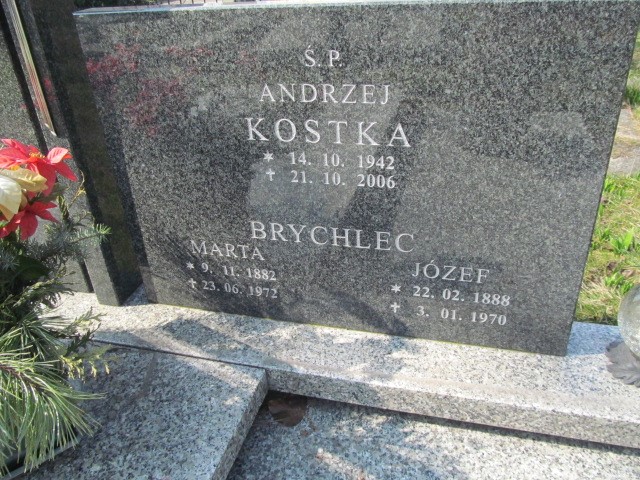 Ś.P.
ANDRZEJ
KOSTKA
* 14. 10. 1942
✝ 21. 10. 2006
BRYCHLEC
MARTA
* 9. 11. 1882
✝ 23. 06. 1972
JÓZEF
* 22. 02. 1888
✝ 3. 01. 1970